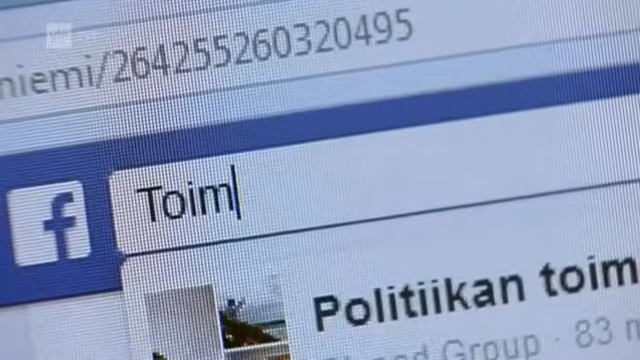 niemi/264255260320495
f
Toim
Politiikan toim
Group · 83